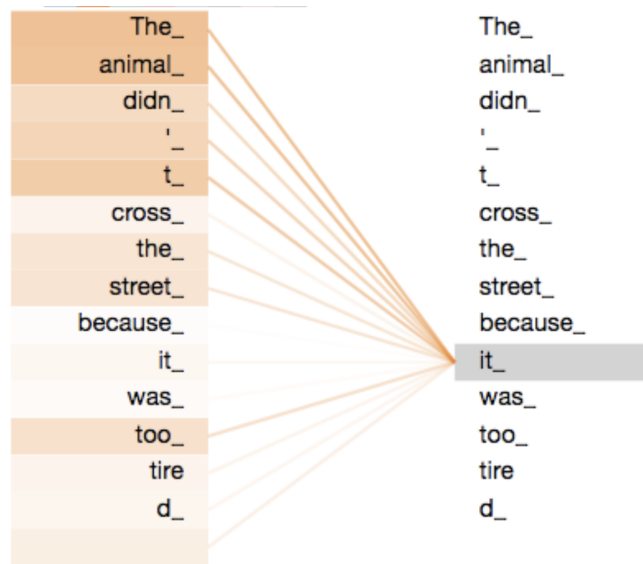 The_ The_
animal_ animal_
didn_ didn_
'_ '_
t_ t_
cross_ cross_
the_ the_
street_ street_
because_ because_
it_ it_
was_ was_
too_ too_
tire tire
d_ d_